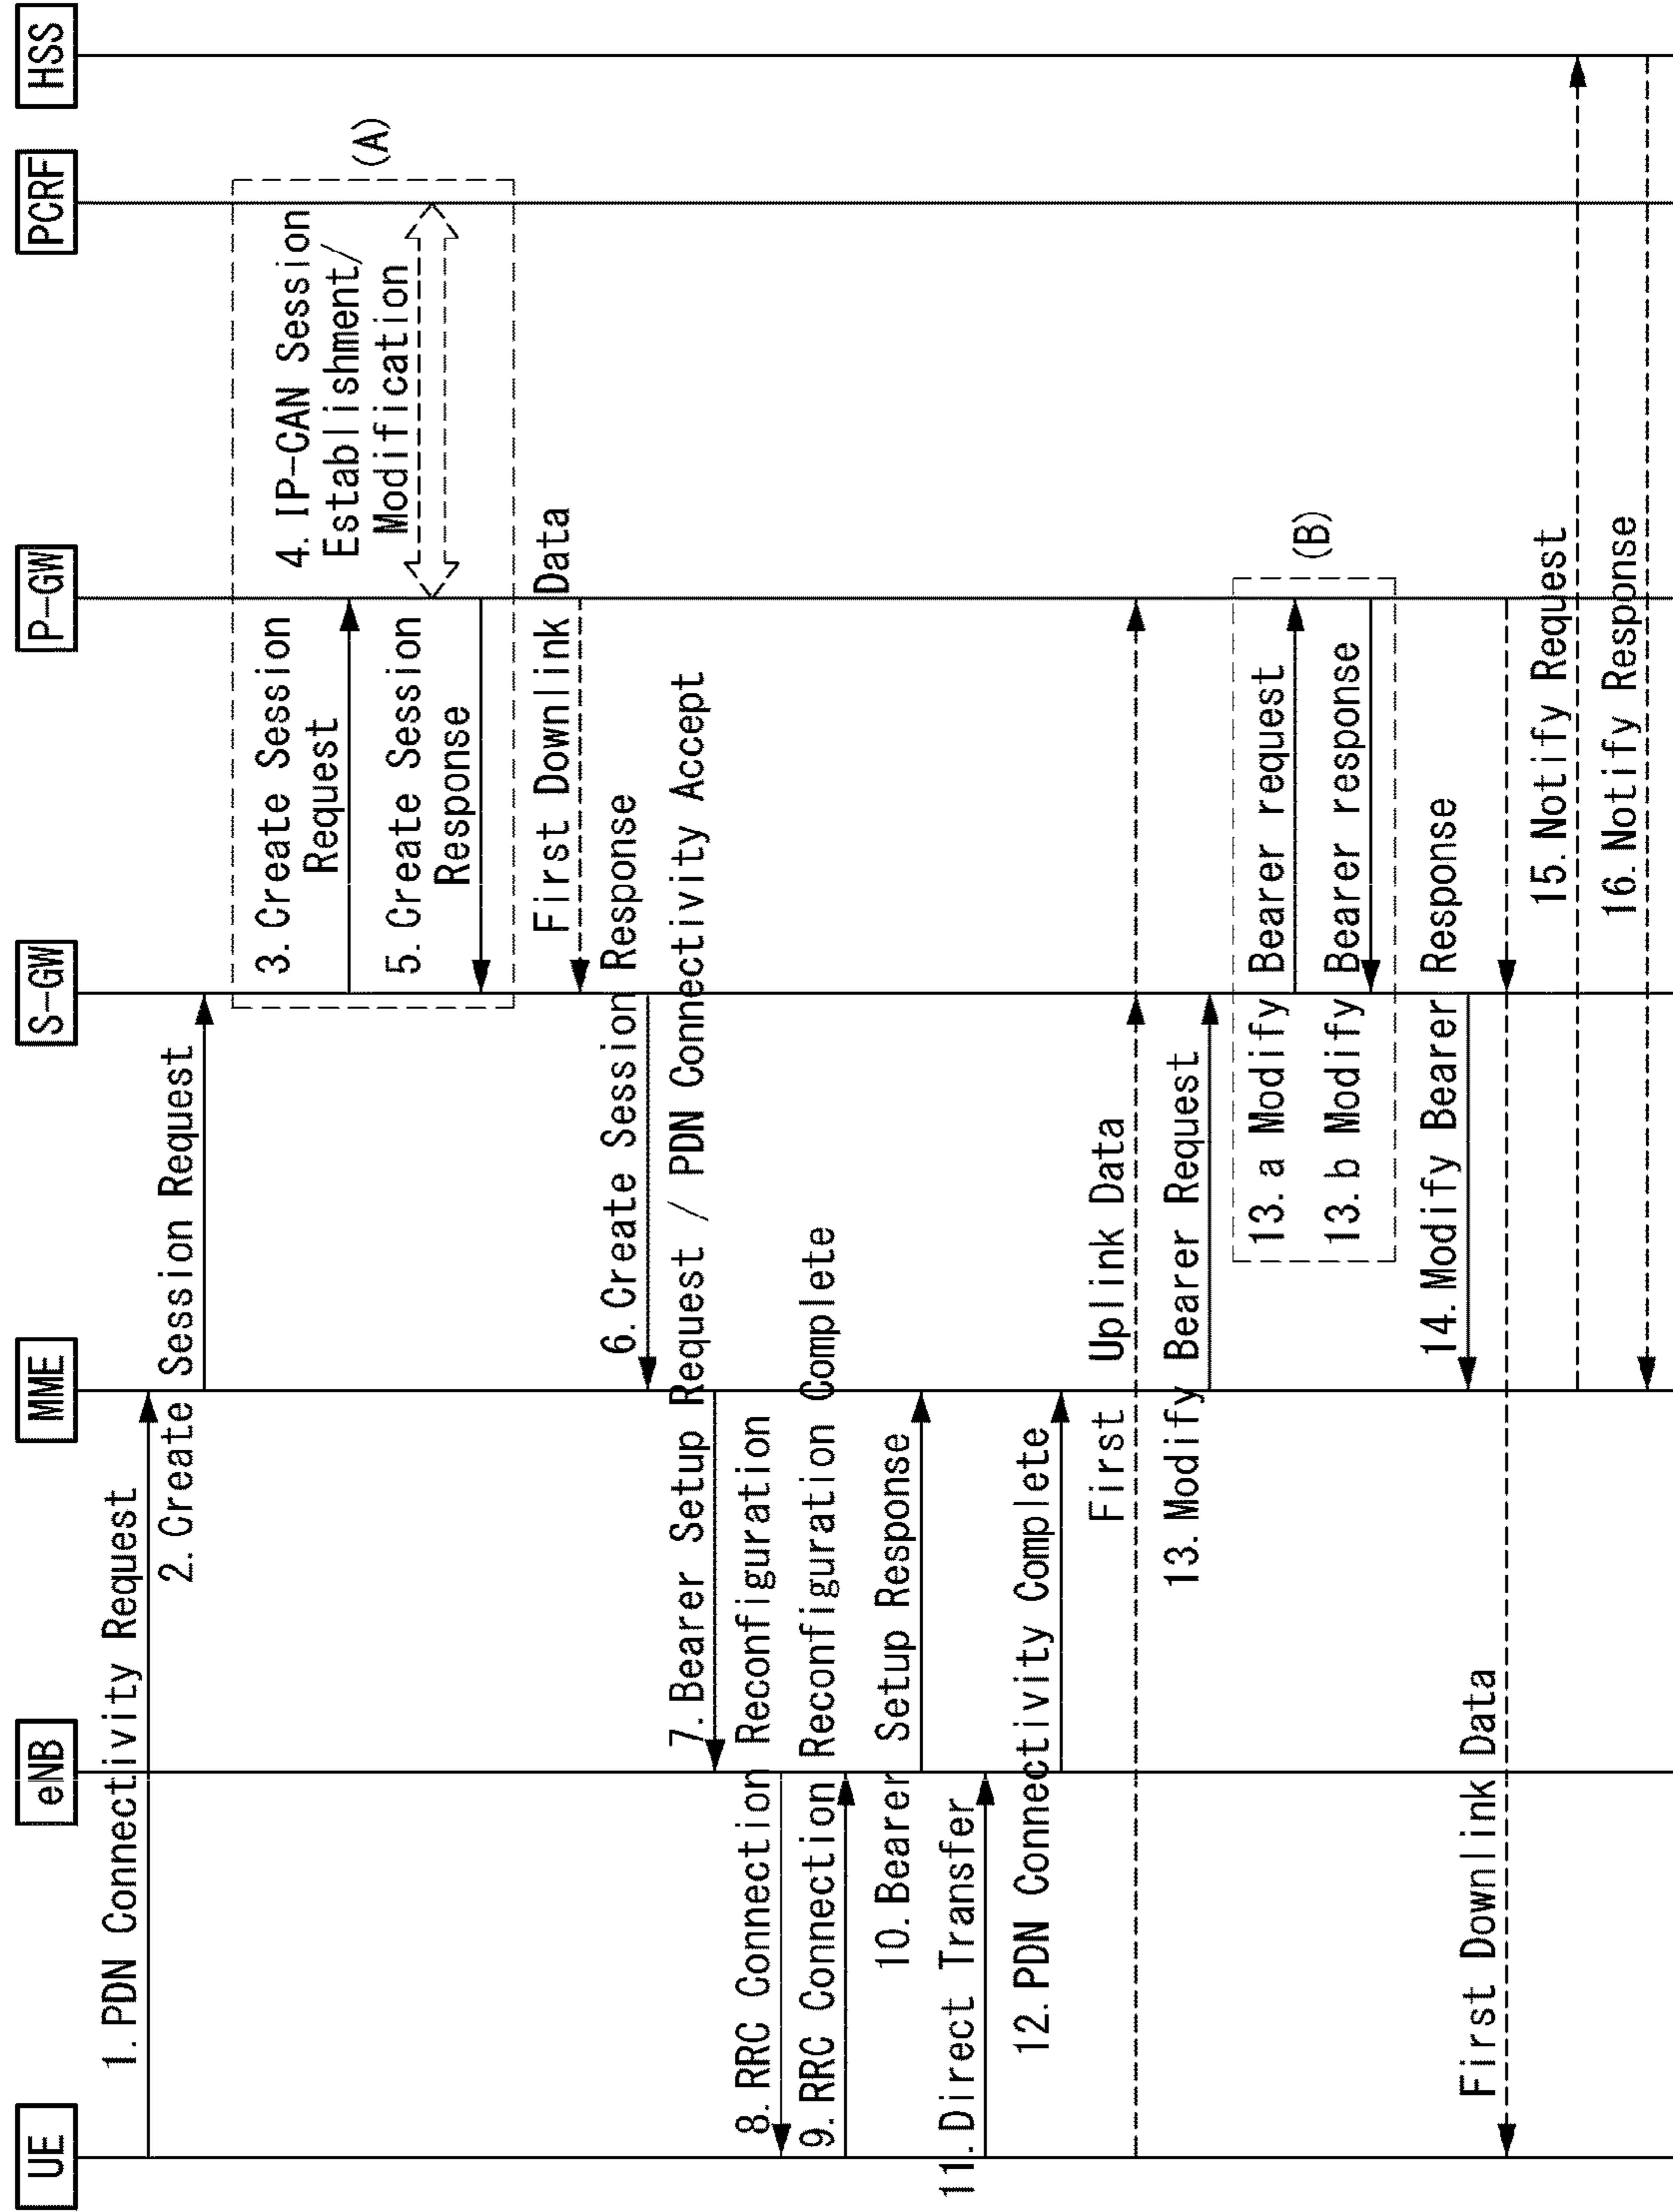 UE
eNB
MME
S-GW
P-GW
PCRF
HSS
1. PDN Connectivity Request
2. Create Session Request
3. Create Session
Request
4. IP-CAN Session
Establishment/
Modification
(A)
5. Create Session
Response
First Downlink Data
6. Create Session Response
7. Bearer Setup Request / PDN Connectivity Accept
8. RRC Connection Reconfiguration
9. RRC Connection Reconfiguration Complete
10. Bearer Setup Response
11. Direct Transfer
12. PDN Connectivity Complete
First Uplink Data
13. Modify Bearer Request
13. a Modify Bearer request
(B)
13. b Modify Bearer response
14. Modify Bearer Response
First Downlink Data
15. Notify Request
16. Notify Response